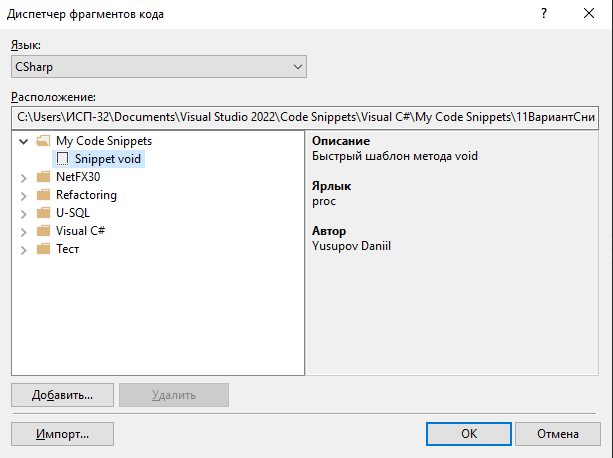 Диспетчер фрагментов кода
?
Язык:
CSharp
Расположение:
C:\Users\ИСП-32\Documents\Visual Studio 2022\Code Snippets\Visual C#\My Code Snippets\11ВариантСни
My Code Snippets
Snippet void
NetFX30
Refactoring
U-SQL
Visual C#
Тест
Описание
Быстрый шаблон метода void
Ярлык
proc
Автор
Yusupov Daniil
Добавить...
Удалить
Импорт...
ОК
Отмена